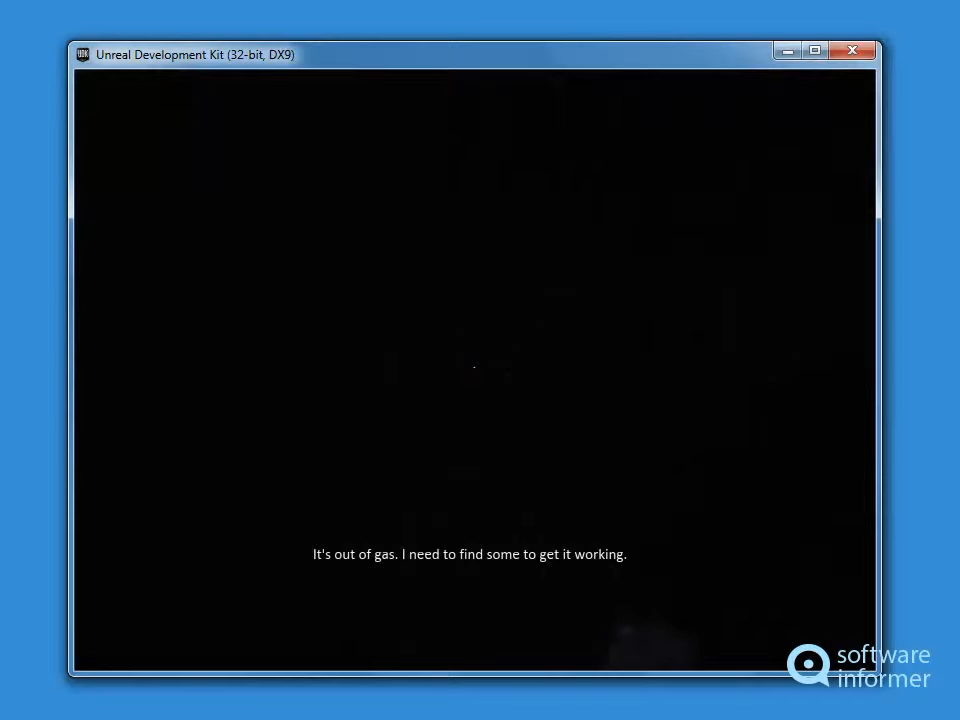 Unreal Development Kit (32-bit, DX9)
It's out of gas. I need to find some to get it working.
software
informer